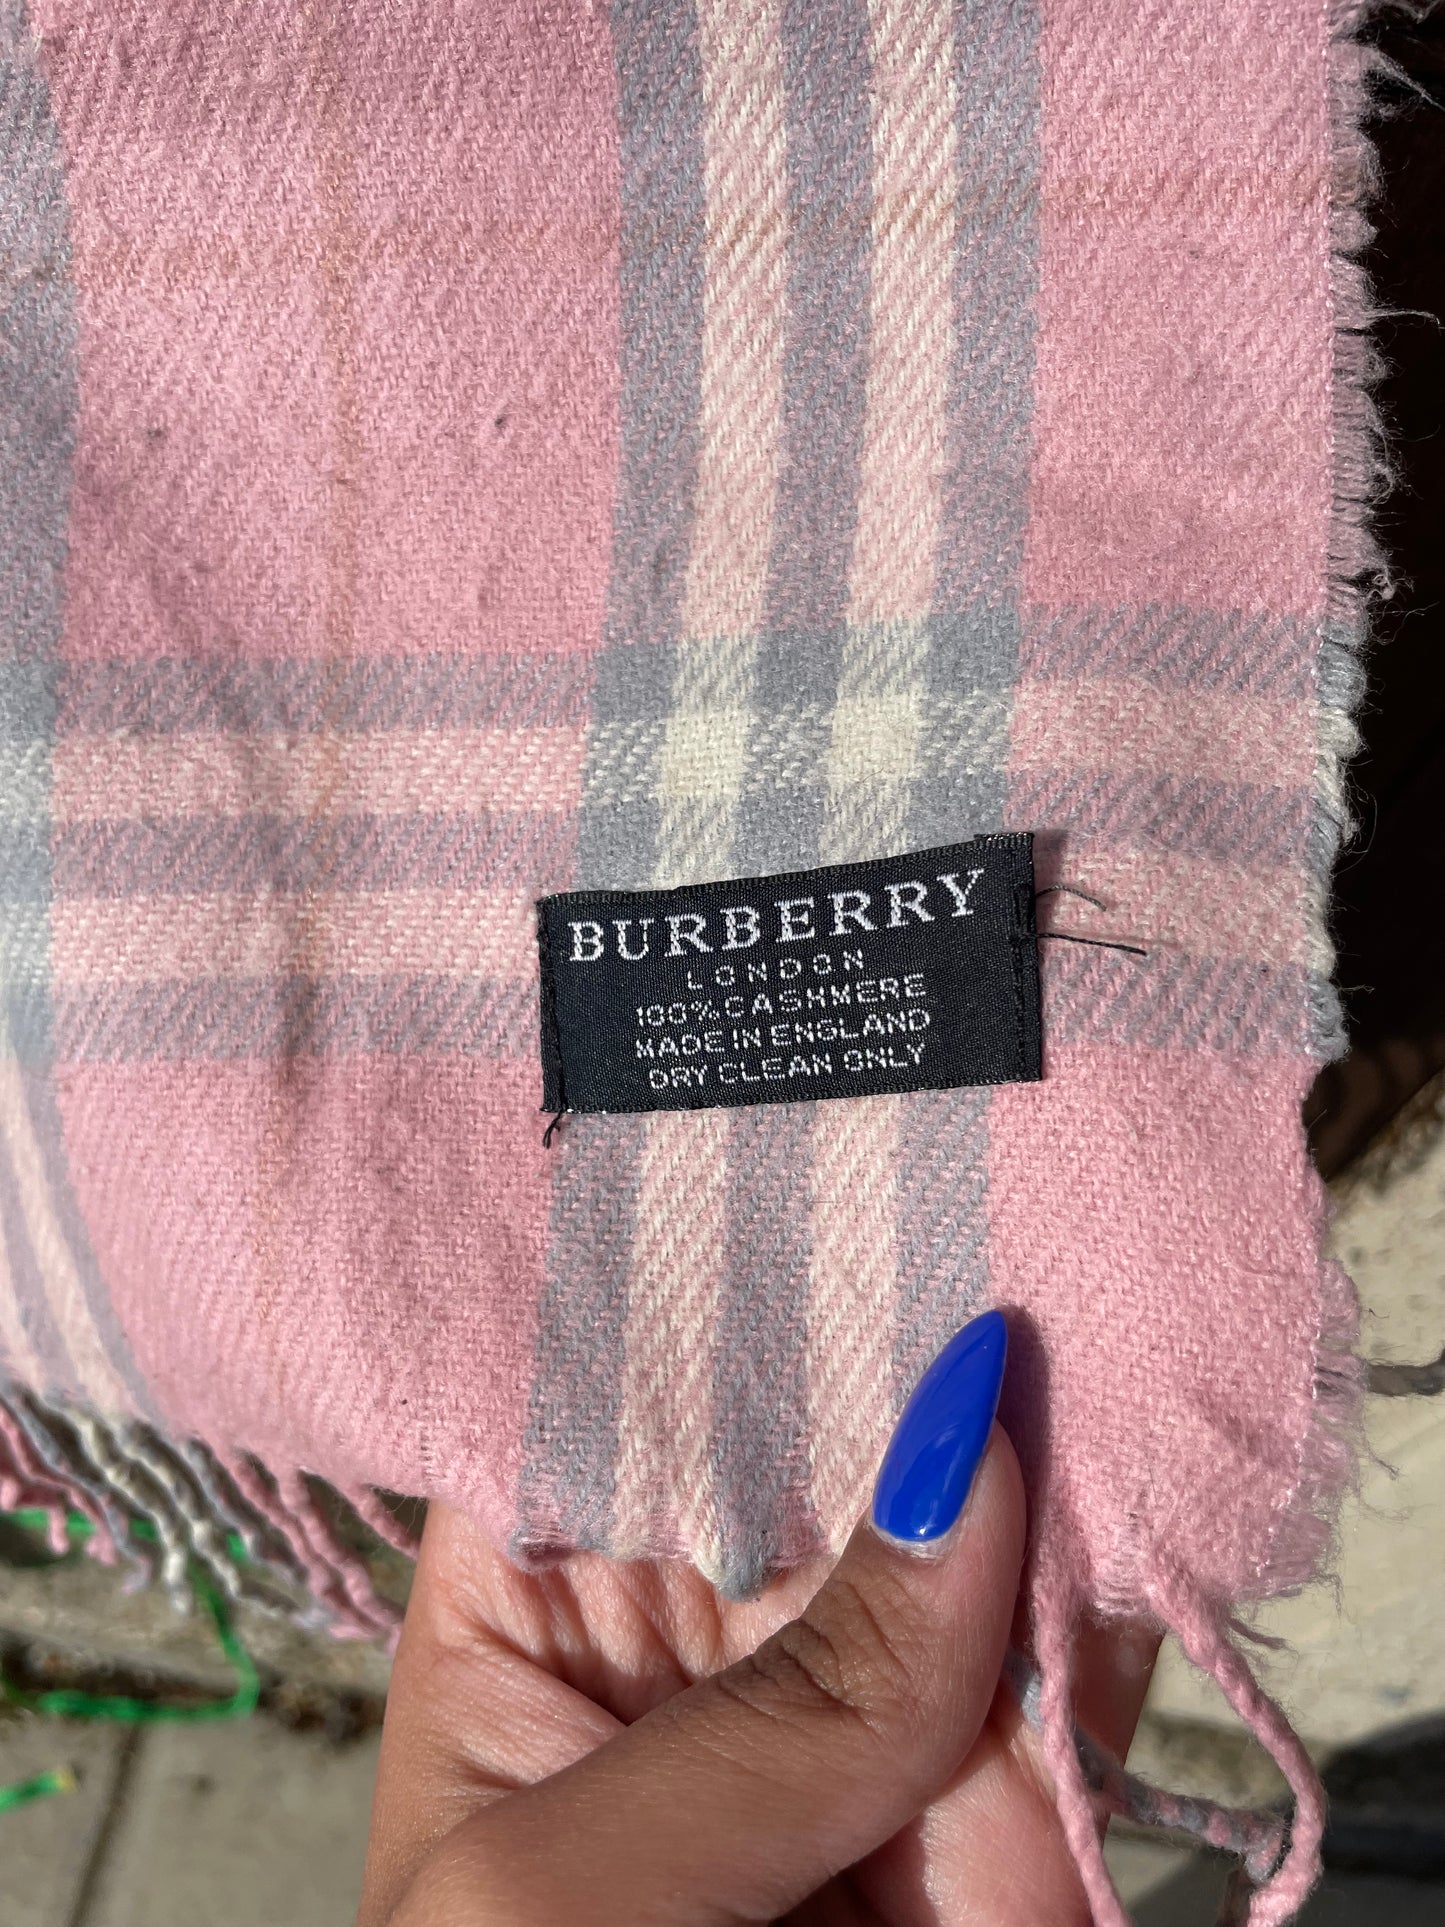 BURBERRY
LONDON
100% CASHMERE
MADE IN ENGLAND
DRY CLEAN ONLY